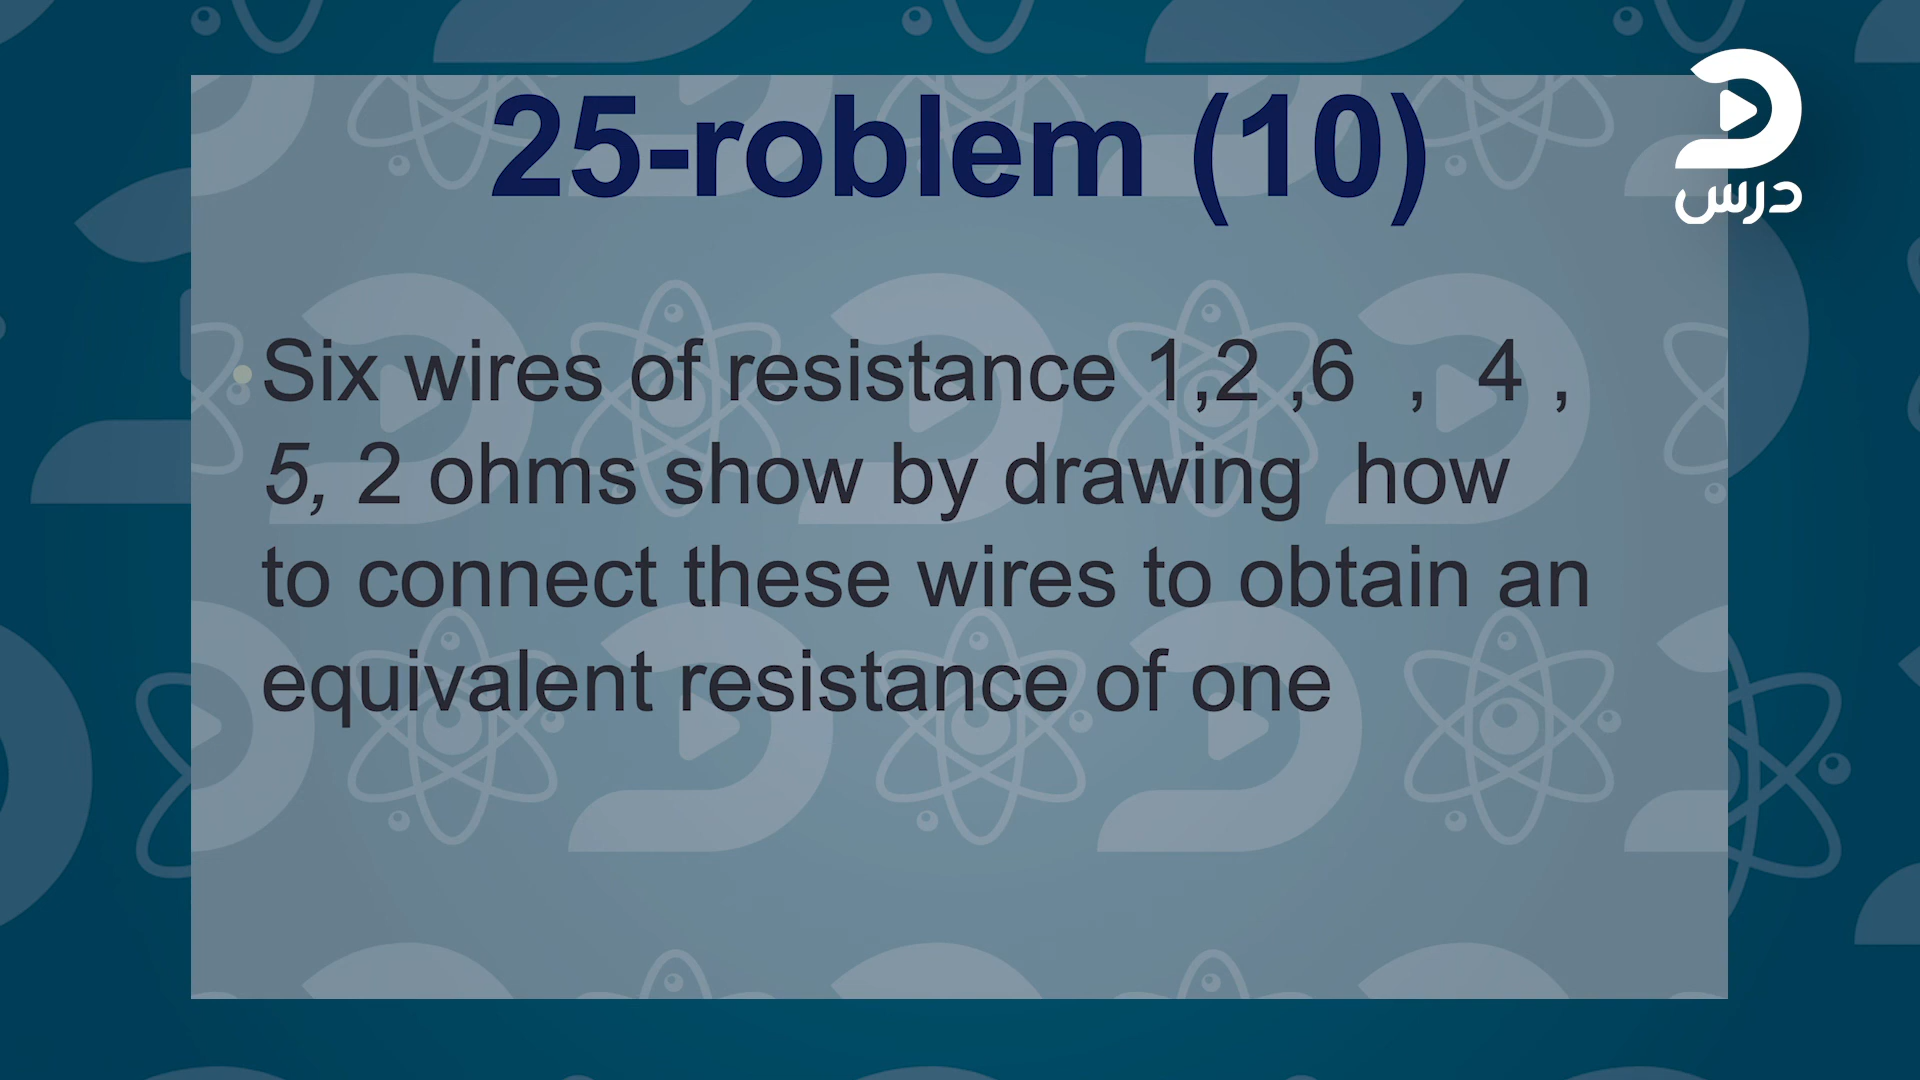 25-roblem (10)
درس
Six wires of resistance 1,2 ,6 , 4 ,
5, 2 ohms show by drawing how
to connect these wires to obtain an
equivalent resistance of one